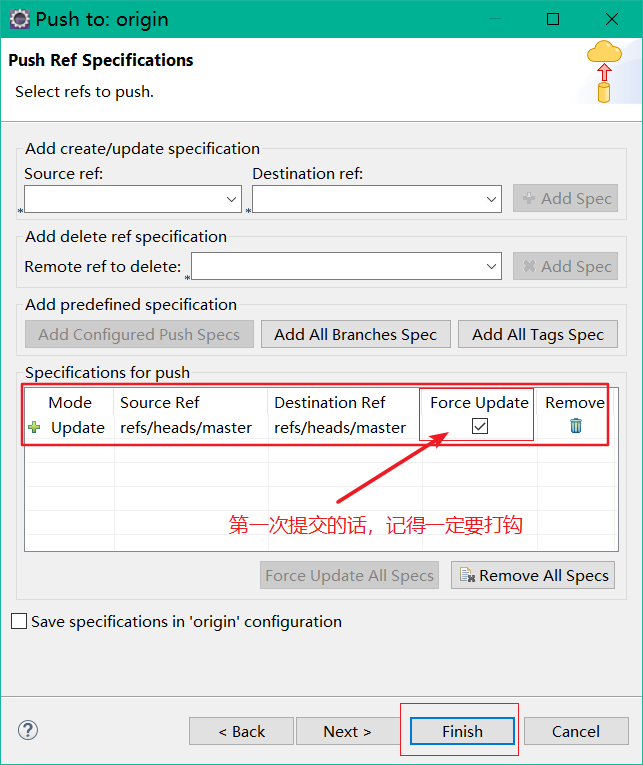 Push to: origin
Push Ref Specifications
Select refs to push.
Add create/update specification
Source ref: Destination ref:
* * Add Spec
Add delete ref specification
Remote ref to delete: * Add Spec
Add predefined specification
Add Configured Push Specs Add All Branches Spec Add All Tags Spec
Specifications for push
Mode Source Ref Destination Ref Force Update Remove
Update refs/heads/master refs/heads/master
第一次提交的话，记得一定要打钩
Force Update All Specs Remove All Specs
Save specifications in 'origin' configuration
? < Back Next > Finish Cancel